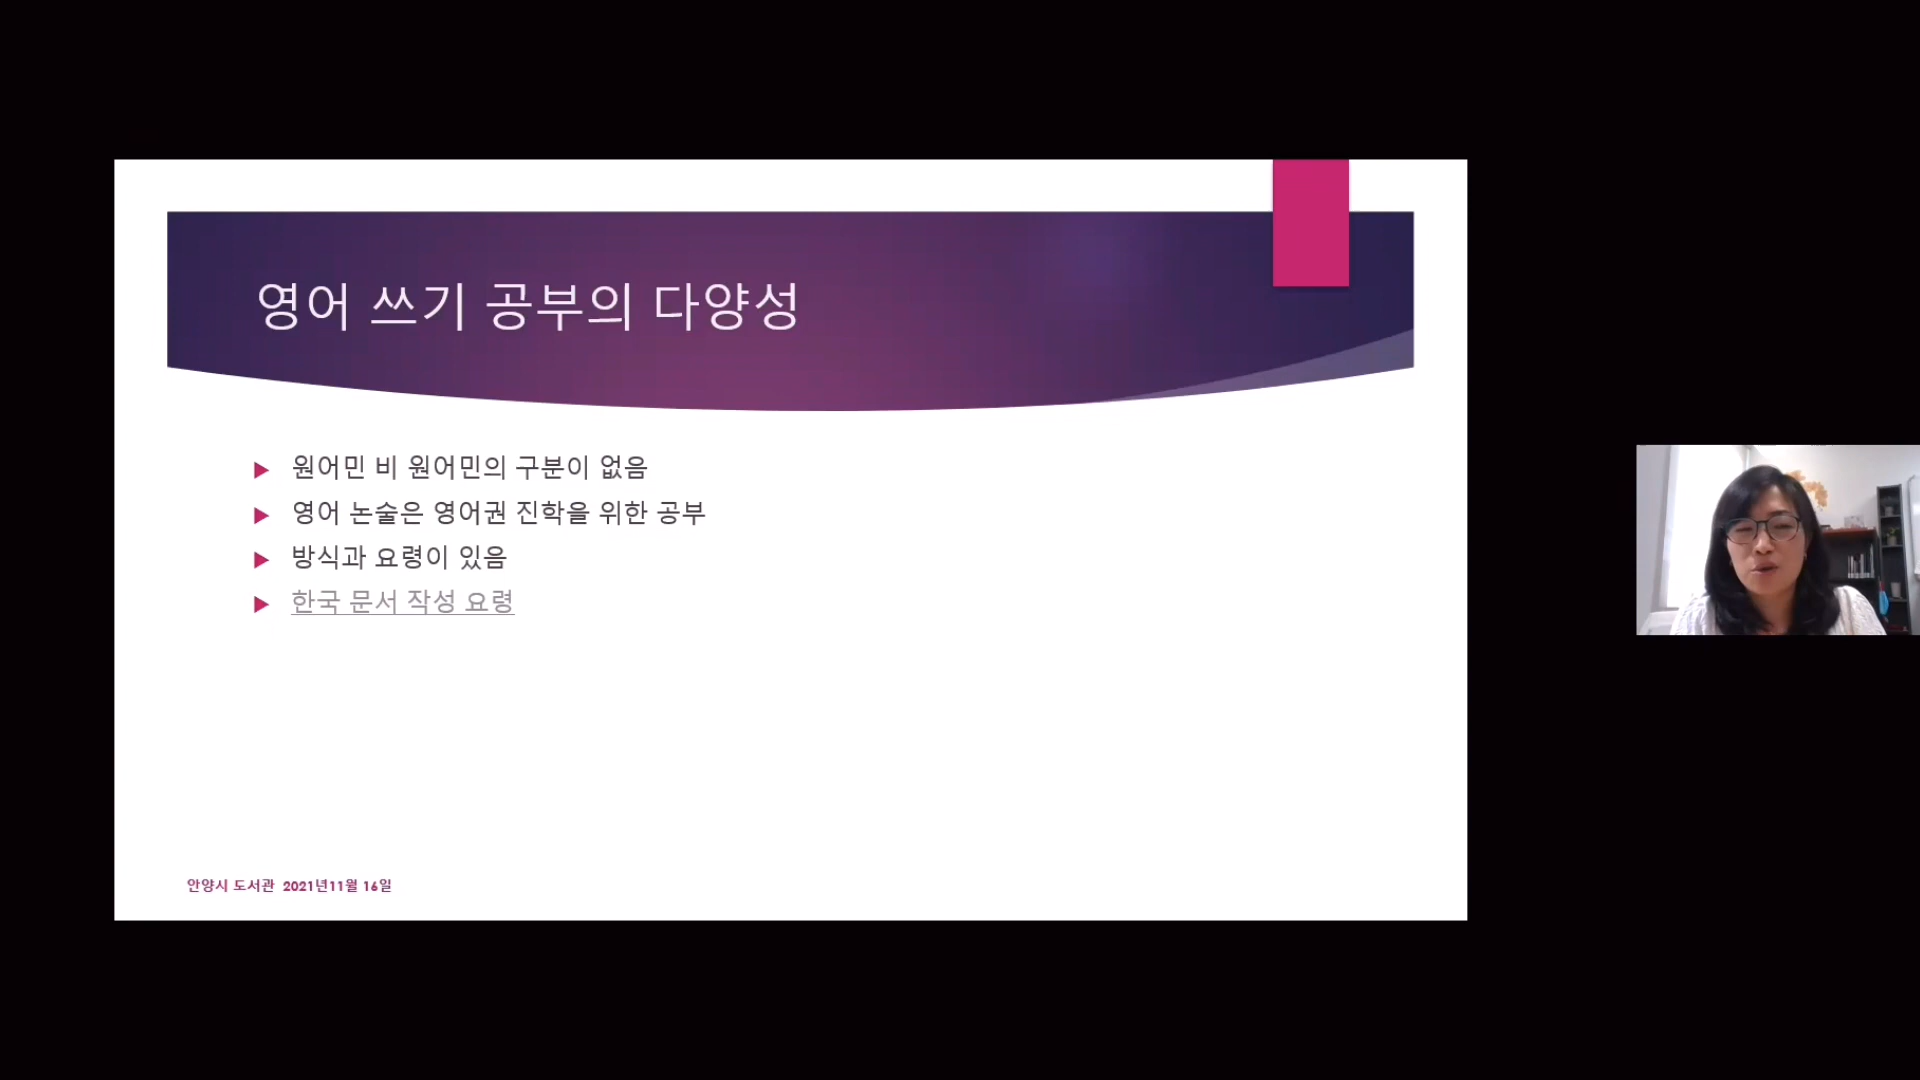 영어 쓰기 공부의 다양성
원어민 비 원어민의 구분이 없음
영어 논술은 영어권 진학을 위한 공부
방식과 요령이 있음
한국 문서 작성 요령
안양시 도서관 2021년11월 16일